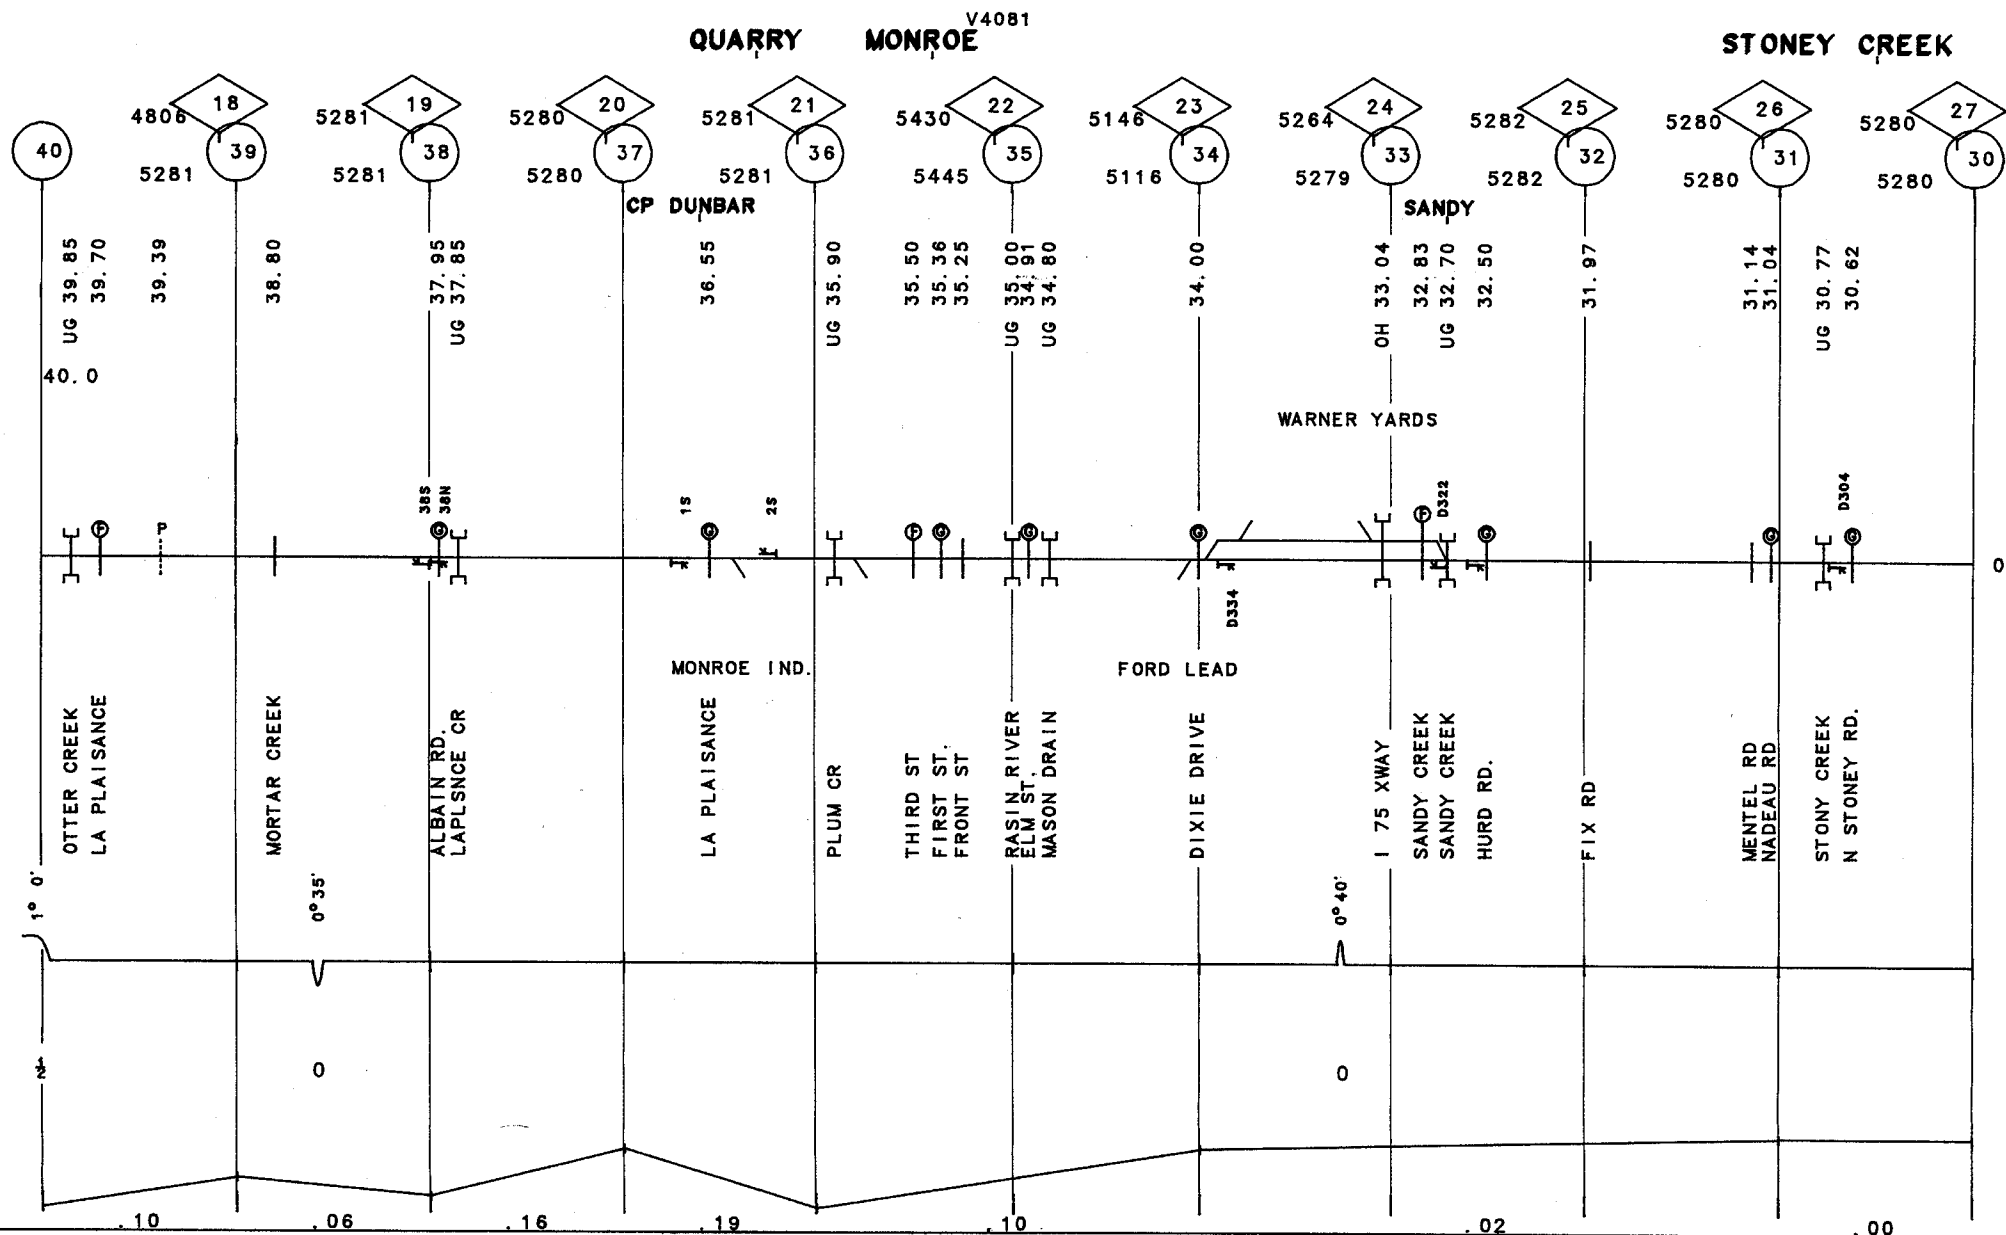 V4081
QUARRY MONROE STONEY CREEK
18 19 20 21 22 23 24 25 26 27
4806 5281 5280 5281 5430 5146 5264 5282 5280 5280
40 39 38 37 36 35 34 33 32 31 30
5281 5281 5280 5281 5445 5116 5279 5282 5280 5280
CP DUNBAR SANDY
UG 39.85
39.70
39.39
38.80
37.95
UG 37.85
36.55
UG 35.90
35.50
35.36
35.25
UG 35.00
34.91
UG 34.80
34.00
OH 33.04
32.83
UG 32.70
32.50
31.97
31.14
31.04
UG 30.77
30.62
40.0
WARNER YARDS
38S
38N
1S
2S
D322
D304
F P G G F G G G F G G G
0
D334
MONROE IND. FORD LEAD
OTTER CREEK
LA PLAISANCE
MORTAR CREEK
ALBAIN RD.
LAPLSNCE CR
LA PLAISANCE
PLUM CR
THIRD ST
FIRST ST.
FRONT ST
RASIN RIVER
ELM ST.
MASON DRAIN
DIXIE DRIVE
I 75 XWAY
SANDY CREEK
SANDY CREEK
HURD RD.
FIX RD
MENTEL RD
NADEAU RD
STONY CREEK
N STONEY RD.
1° 0'
0° 35'
0° 40'
½ 0 0
.10 .06 .16 .19 .10 .02 .00